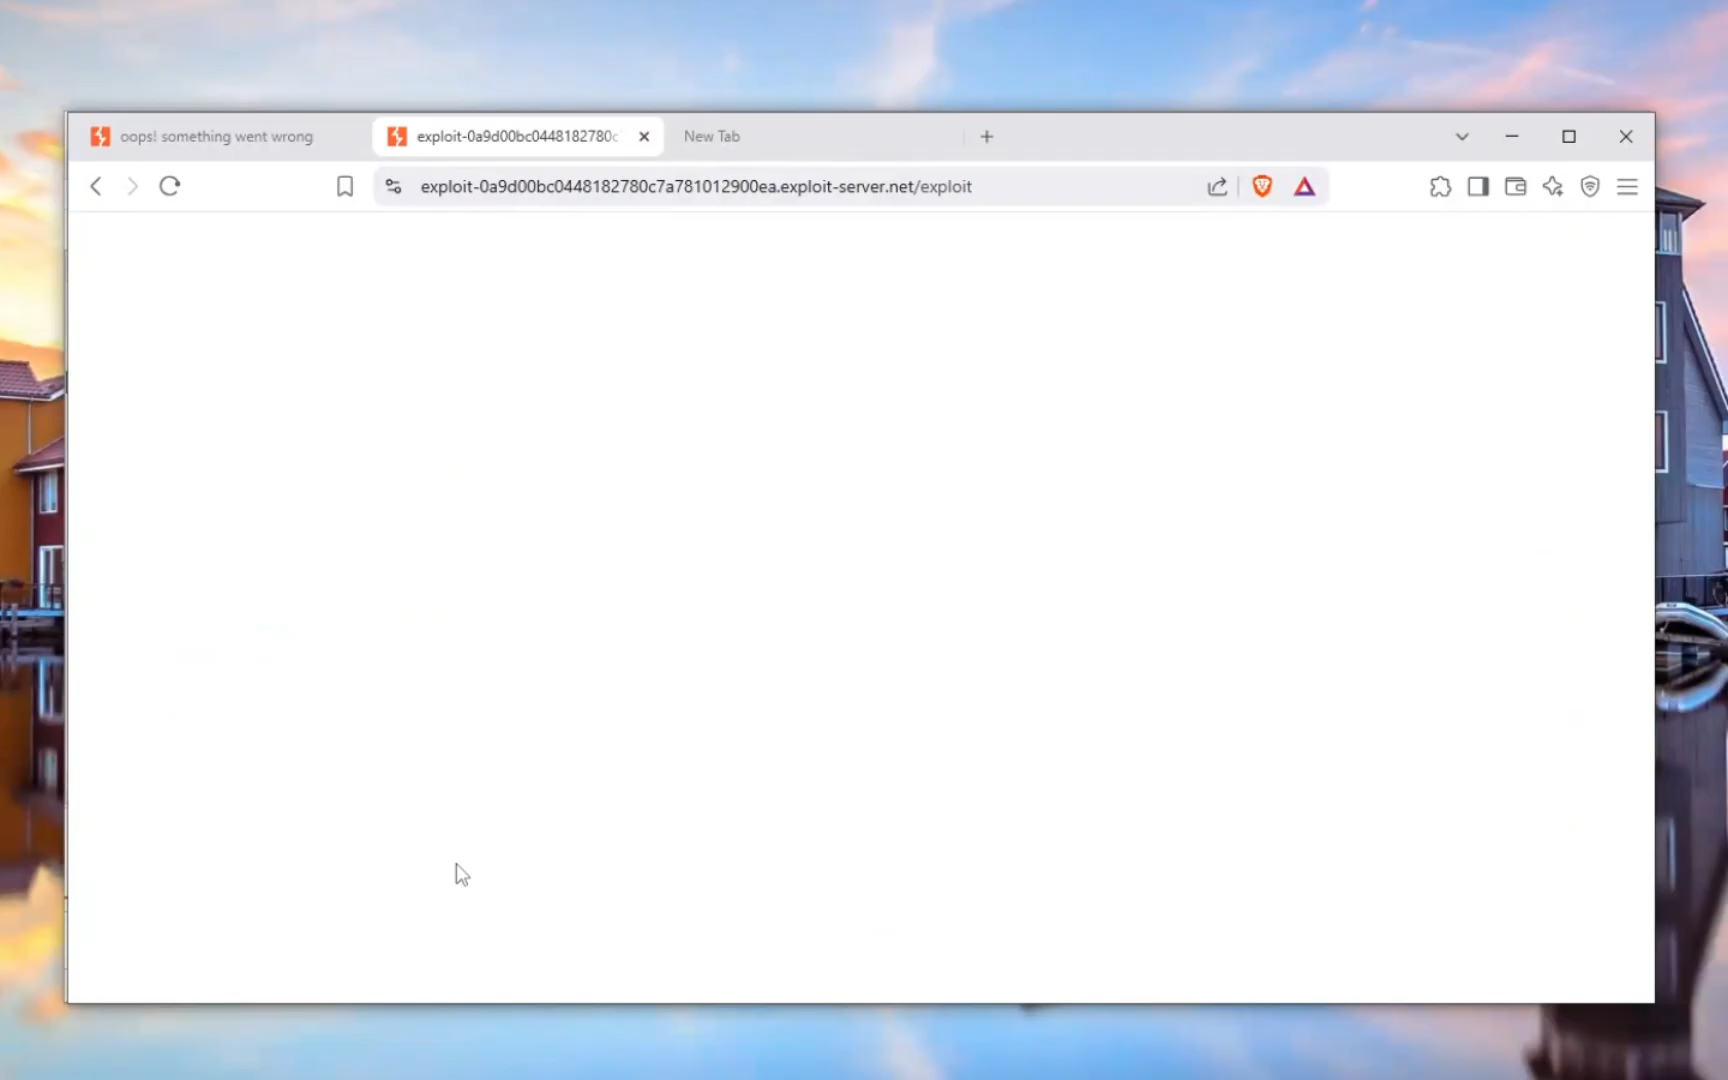 oops! something went wrong
exploit-0a9d00bc0448182780c
New Tab
exploit-0a9d00bc0448182780c7a781012900ea.exploit-server.net/exploit